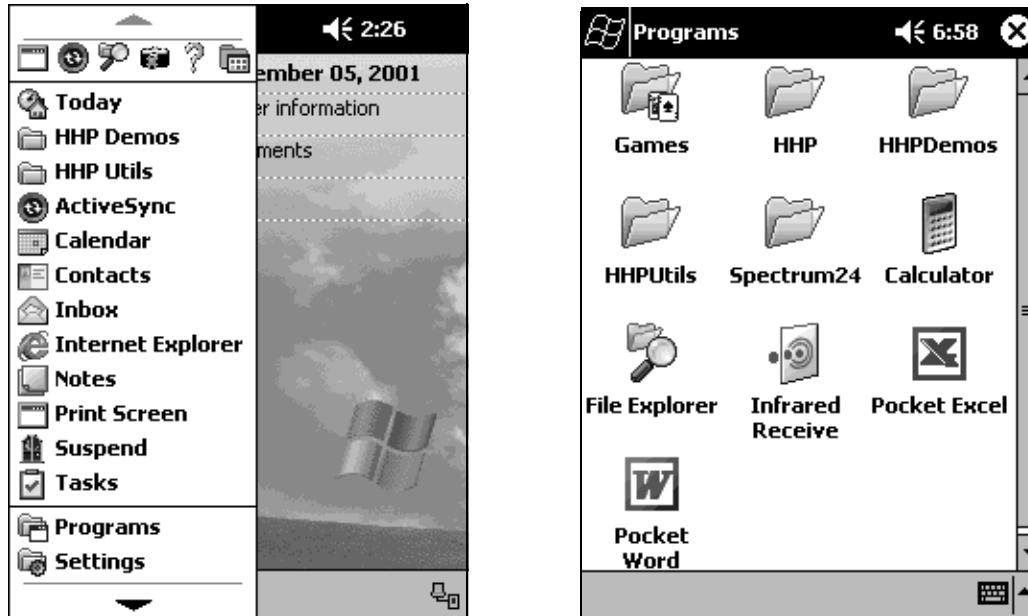 2:26
ember 05, 2001
er information
ments
Today
HHP Demos
HHP Utils
ActiveSync
Calendar
Contacts
Inbox
Internet Explorer
Notes
Print Screen
Suspend
Tasks
Programs
Settings
Programs 6:58
Games HHP HHPDemos
HHPUtils Spectrum24 Calculator
File Explorer Infrared Pocket Excel
Receive
Pocket
Word